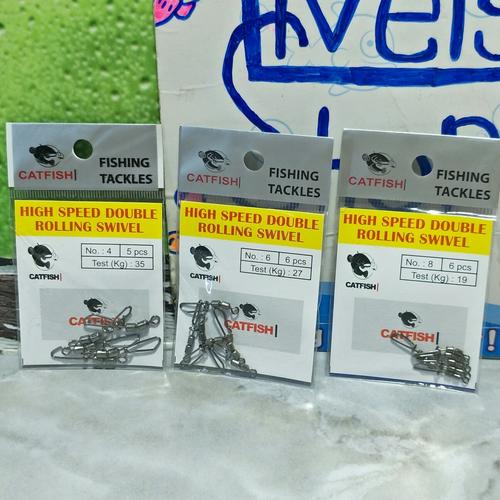 ivers
CATFISH
FISHING
TACKLES
HIGH SPEED DOUBLE
ROLLING SWIVEL
No. : 4 5 pcs
Test (Kg) : 35
CATFISH
CATFISH
CATFISH
FISHING
TACKLES
HIGH SPEED DOUBLE
ROLLING SWIVEL
No. : 6 6 pcs
Test (Kg) : 27
CATFISH
CATFISH
CATFISH
FISHING
TACKLES
HIGH SPEED DOUBLE
ROLLING SWIVEL
No. : 8 6 pcs
Test (Kg) : 19
CATFISH
CATFISH